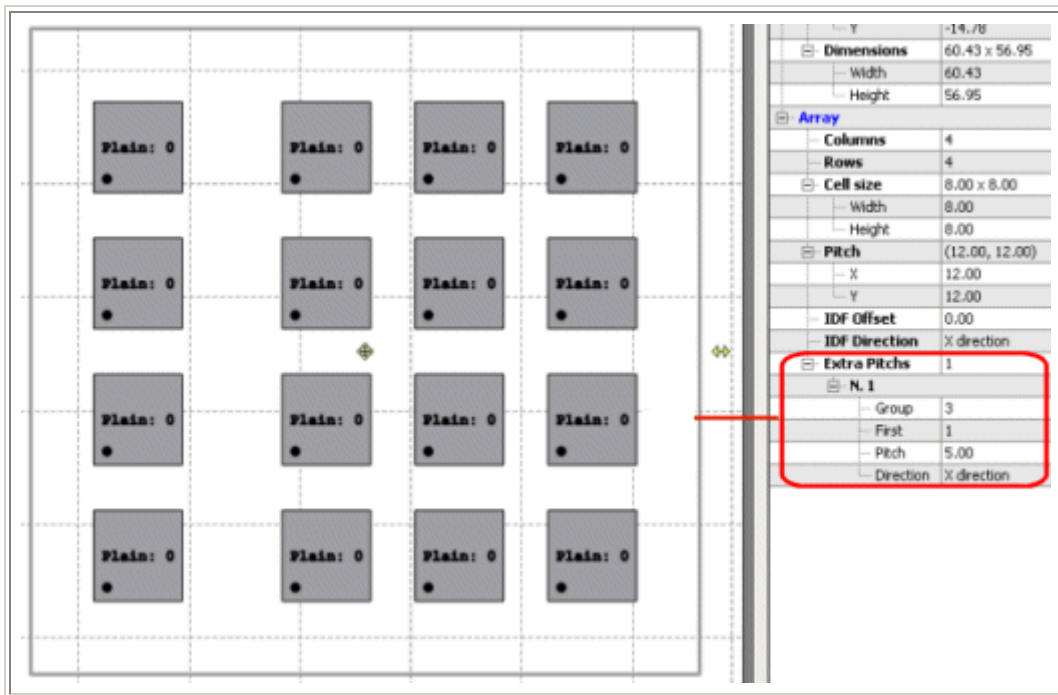 Plain: 0 Plain: 0 Plain: 0 Plain: 0
Plain: 0 Plain: 0 Plain: 0 Plain: 0
Plain: 0 Plain: 0 Plain: 0 Plain: 0
Plain: 0 Plain: 0 Plain: 0 Plain: 0
Y -14.78
Dimensions 60.43 x 56.95
Width 60.43
Height 56.95
Array
Columns 4
Rows 4
Cell size 8.00 x 8.00
Width 8.00
Height 8.00
Pitch (12.00, 12.00)
X 12.00
Y 12.00
IDF Offset 0.00
IDF Direction X direction
Extra Pitchs 1
N. 1
Group 3
First 1
Pitch 5.00
Direction X direction